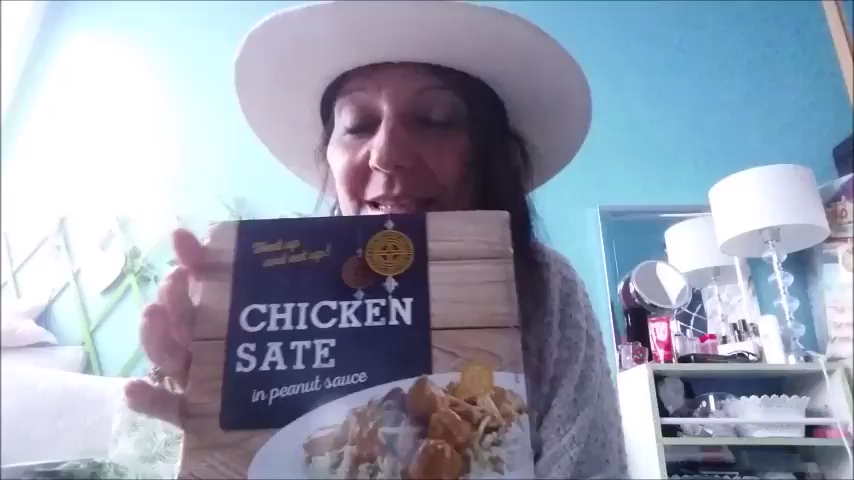 Heat up
and eat up!
CHICKEN
SATE
in peanut sauce